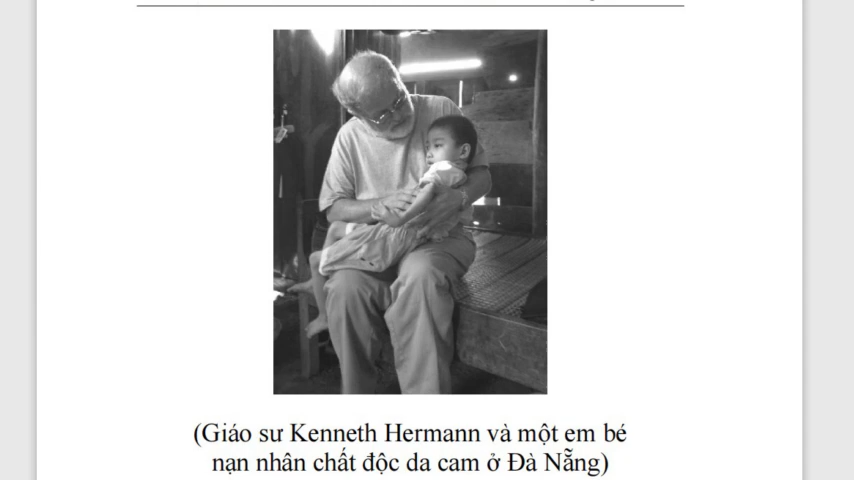 (Giáo sư Kenneth Hermann và một em bé
nạn nhân chất độc da cam ở Đà Nẵng)